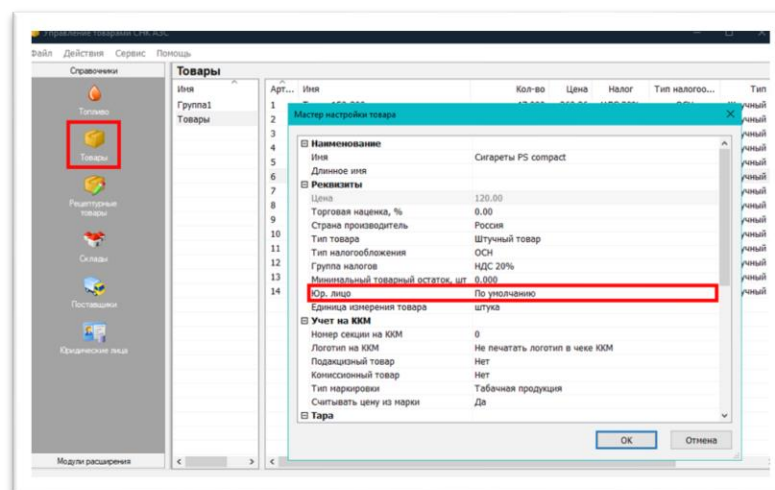 Управление товарами СНК АЗС
Файл Действия Сервис Помощь
Справочники Товары
Имя Арт... Имя Кол-во Цена Налог Тип налогоо... Тип
Топливо
Товары
Рецептурные
товары
Склады
Поставщики
Юридические лица
Модули расширения
Группа1
Товары
1
2
3
4
5
6
7
8
9
10
11
12
13
14
Мастер настройки товара
Наименование
Имя Сигареты PS compact
Длинное имя
Реквизиты
Цена 120.00
Торговая наценка, % 0.00
Страна производитель Россия
Тип товара Штучный товар
Тип налогообложения ОСН
Группа налогов НДС 20%
Минимальный товарный остаток, шт 0.000
Юр. лицо По умолчанию
Единица измерения товара штука
Учет на ККМ
Номер секции на ККМ 0
Логотип на ККМ Не печатать логотип в чеке ККМ
Подакцизный товар Нет
Комиссионный товар Нет
Тип маркировки Табачная продукция
Считывать цену из марки Да
Тара
ОК Отмена